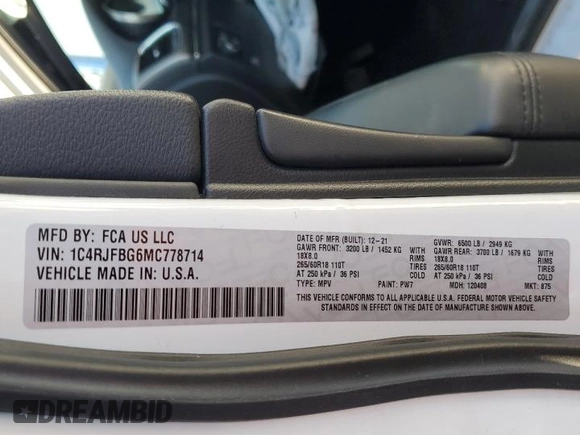 MFD BY: FCA US LLC
VIN: 1C4RJFBG6MC778714
VEHICLE MADE IN: U.S.A.
DATE OF MFR (BUILT): 12-21
GAWR FRONT: 3200 LB / 1452 KG
WITH
18X8.0
RIMS
265/60R18 110T
TIRES
AT 250 kPa / 36 PSI
COLD
TYPE: MPV
PAINT: PW7
GVWR: 6500 LB / 2949 KG
GAWR REAR: 3700 LB / 1679 KG
WITH
18X8.0
RIMS
265/60R18 110T
TIRES
AT 250 kPa / 36 PSI
COLD
MDH: 120408
MKT: 875
THIS VEHICLE CONFORMS TO ALL APPLICABLE U.S.A. FEDERAL MOTOR VEHICLE SAFETY
STANDARDS IN EFFECT ON THE DATE OF MANUFACTURE SHOWN ABOVE.
DREAMBID